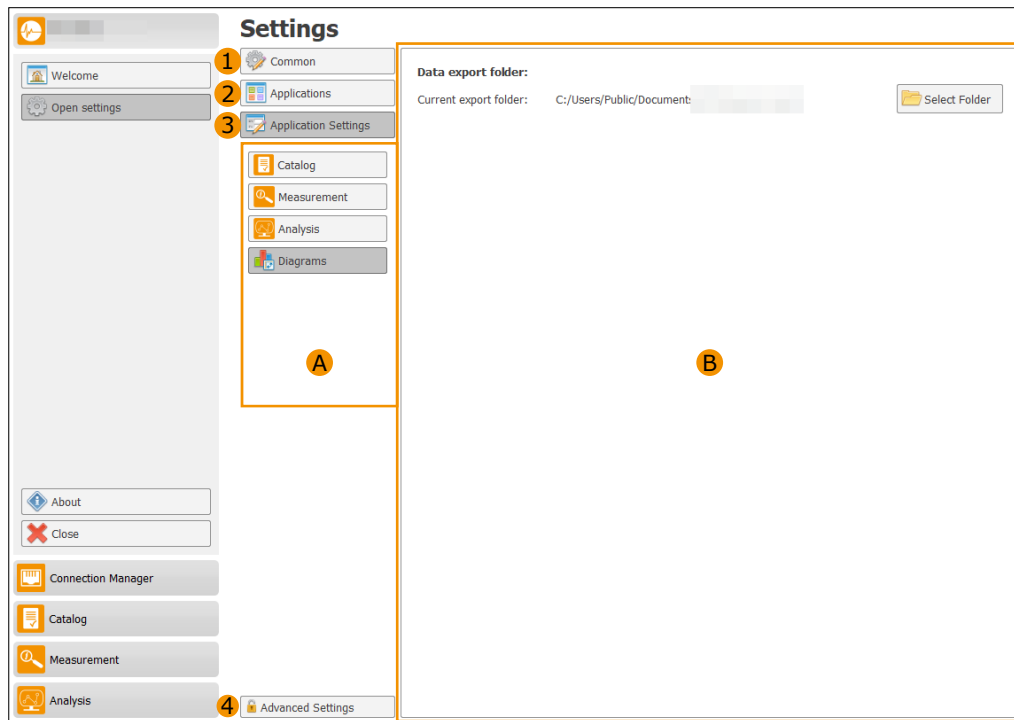 Settings
1 Common
Welcome
2 Applications
Open settings
3 Application Settings
Catalog
Measurement
Analysis
Diagrams
A
Data export folder:
Current export folder: C:/Users/Public/Documents
Select Folder
B
About
Close
Connection Manager
Catalog
Measurement
Analysis
4 Advanced Settings